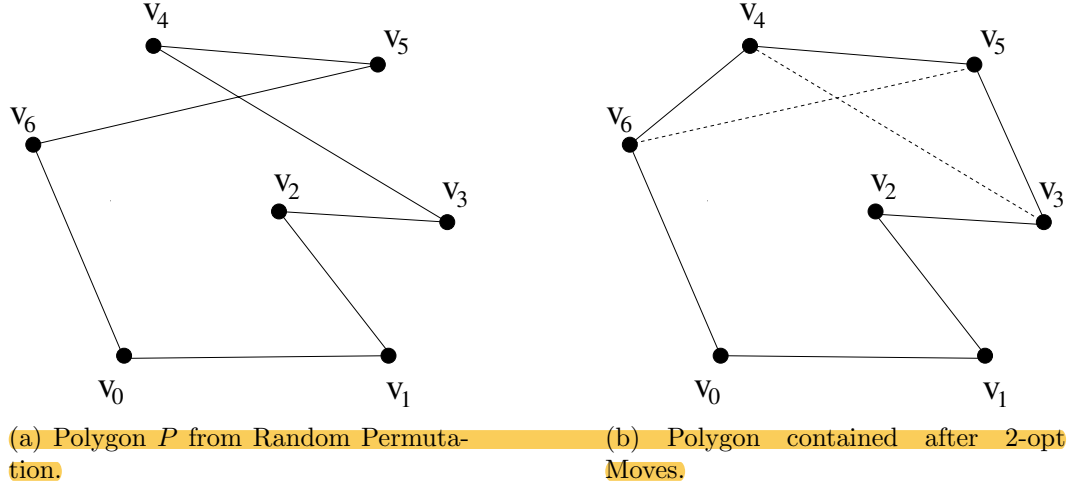 v4
v5
v6
v2
v3
v0
v1
v4
v5
v6
v2
v3
v0
v1
(a) Polygon P from Random Permuta-
tion.
(b) Polygon contained after 2-opt
Moves.